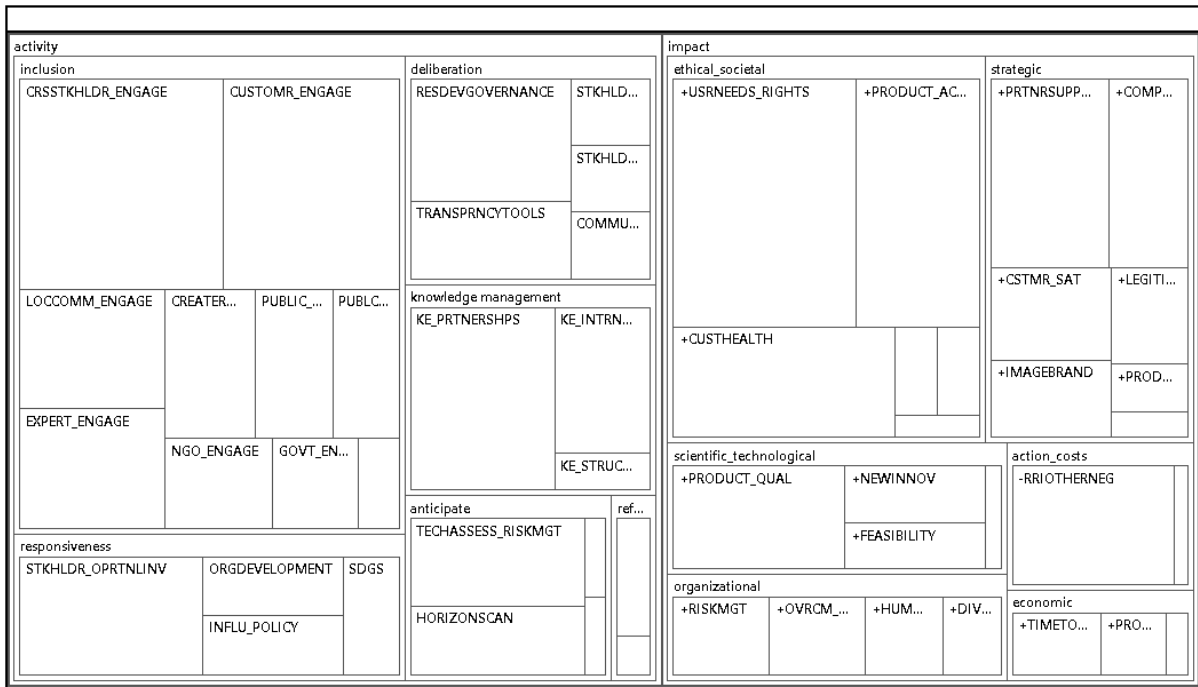 activity
inclusion
CRSSTKHLDR_ENGAGE
CUSTOMR_ENGAGE
LOCCOMM_ENGAGE
CREATER...
PUBLIC_...
PUBLC...
EXPERT_ENGAGE
NGO_ENGAGE
GOVT_EN...
responsiveness
STKHLDR_OPRTNLINV
ORGDEVELOPMENT
SDGS
INFLU_POLICY
deliberation
RESDEVGOVERNANCE
STKHLD...
STKHLD...
TRANSPRNCYTOOLS
COMMU...
knowledge management
KE_PRTNERSHPS
KE_INTRN...
KE_STRUC...
anticipate
TECHASSESS_RISKMGT
HORIZONSCAN
ref...
impact
ethical_societal
+USRNEEDS_RIGHTS
+PRODUCT_AC...
+CUSTHEALTH
strategic
+PRTNRSUPP...
+COMP...
+CSTMR_SAT
+LEGITI...
+IMAGEBRAND
+PROD...
scientific_technological
+PRODUCT_QUAL
+NEWINNOV
+FEASIBILITY
action_costs
-RRIOTHERNEG
organizational
+RISKMGT
+OVRCM_...
+HUM...
+DIV...
economic
+TIMETO...
+PRO...